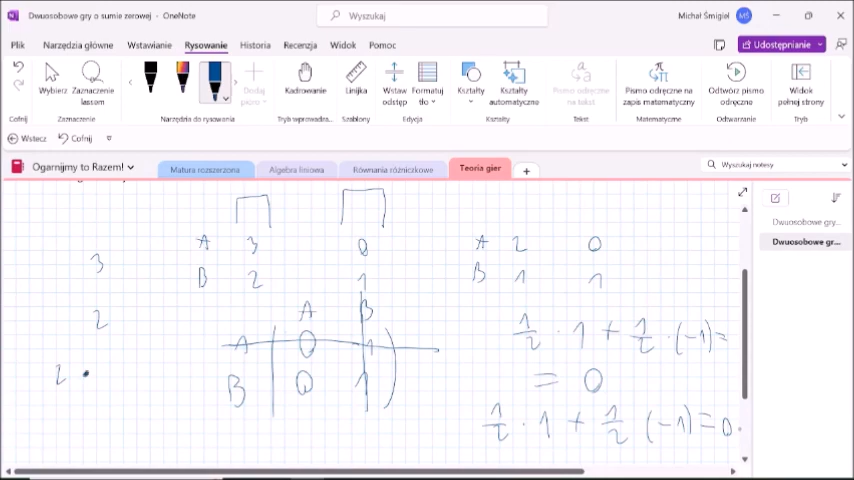 Dwuosobowe gry o sumie zerowej - OneNote
Wyszukaj
Michał Śmigiel MŚ
Plik Narzędzia główne Wstawianie Rysowanie Historia Recenzja Widok Pomoc Udostępnianie
Cofnij
Wybierz Zaznaczenie lassem
Zaznaczenie
Dodaj pióro
Narzędzia do rysowania
Kadrowanie
Tryb wprowadza...
Linijka
Szablony
Wstaw odstęp Formatuj tło
Edycja
Kształty Kształty automatyczne
Kształty
Pismo odręczne na tekst
Tekst
Pismo odręczne na zapis matematyczny
Matematyczne
Odtwórz pismo odręczne
Odtwarzanie
Widok pełnej strony
Tryb
Wstecz Cofnij
Ogarnijmy to Razem! Matura rozszerzona Algebra liniowa Równania różniczkowe Teoria gier + Wyszukaj notesy
Dwuosobowe gry...
Dwuosobowe gr...
A 3 0 A 2 0
3 B 2 1 B 1 1
2 A B 1/2 · 1 + 1/2 · (-1) =
A 0 1
2 B 0 1 = 0
1/2 · 1 + 1/2 (-1) = 0